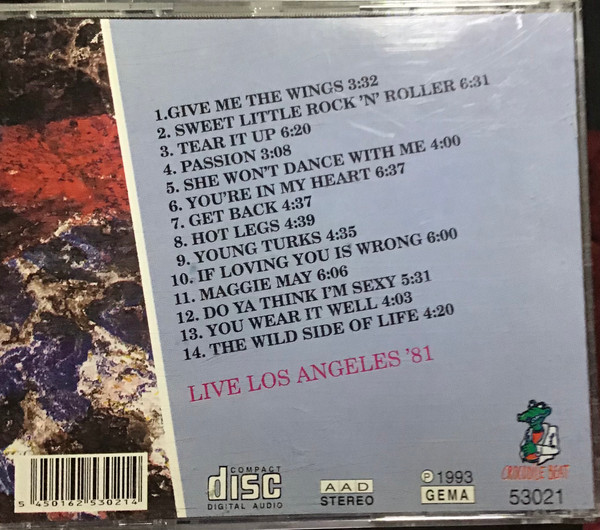 1.GIVE ME THE WINGS 3:32
2. SWEET LITTLE ROCK 'N' ROLLER 6:31
3. TEAR IT UP 6:20
4. PASSION 3:08
5. SHE WON'T DANCE WITH ME 4:00
6. YOU'RE IN MY HEART 6:37
7. GET BACK 4:37
8. HOT LEGS 4:39
9. YOUNG TURKS 4:35
10. IF LOVING YOU IS WRONG 6:00
11. MAGGIE MAY 6:06
12. DO YA THINK I'M SEXY 5:31
13. YOU WEAR IT WELL 4:03
14. THE WILD SIDE OF LIFE 4:20
LIVE LOS ANGELES '81
5 450162 530214
COMPACT
disc
DIGITAL AUDIO
AAD
STEREO
℗1993
GEMA
CROCODILE BEAT
53021